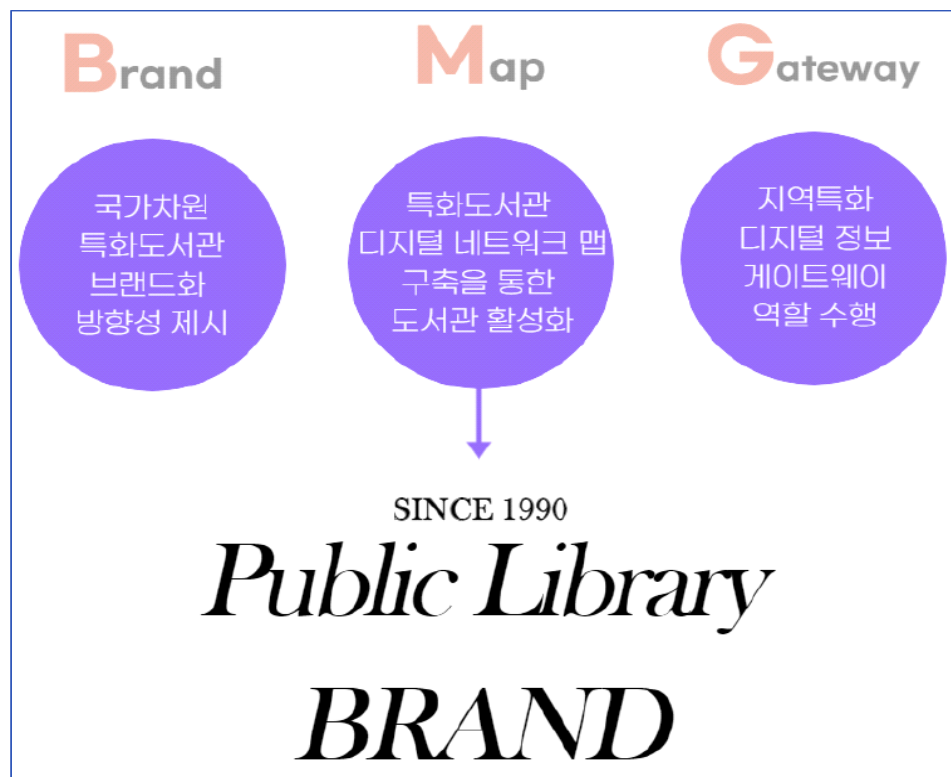 Brand
Map
Gateway
국가차원
특화도서관
브랜드화
방향성 제시
특화도서관
디지털 네트워크 맵
구축을 통한
도서관 활성화
지역특화
디지털 정보
게이트웨이
역할 수행
SINCE 1990
Public Library
BRAND